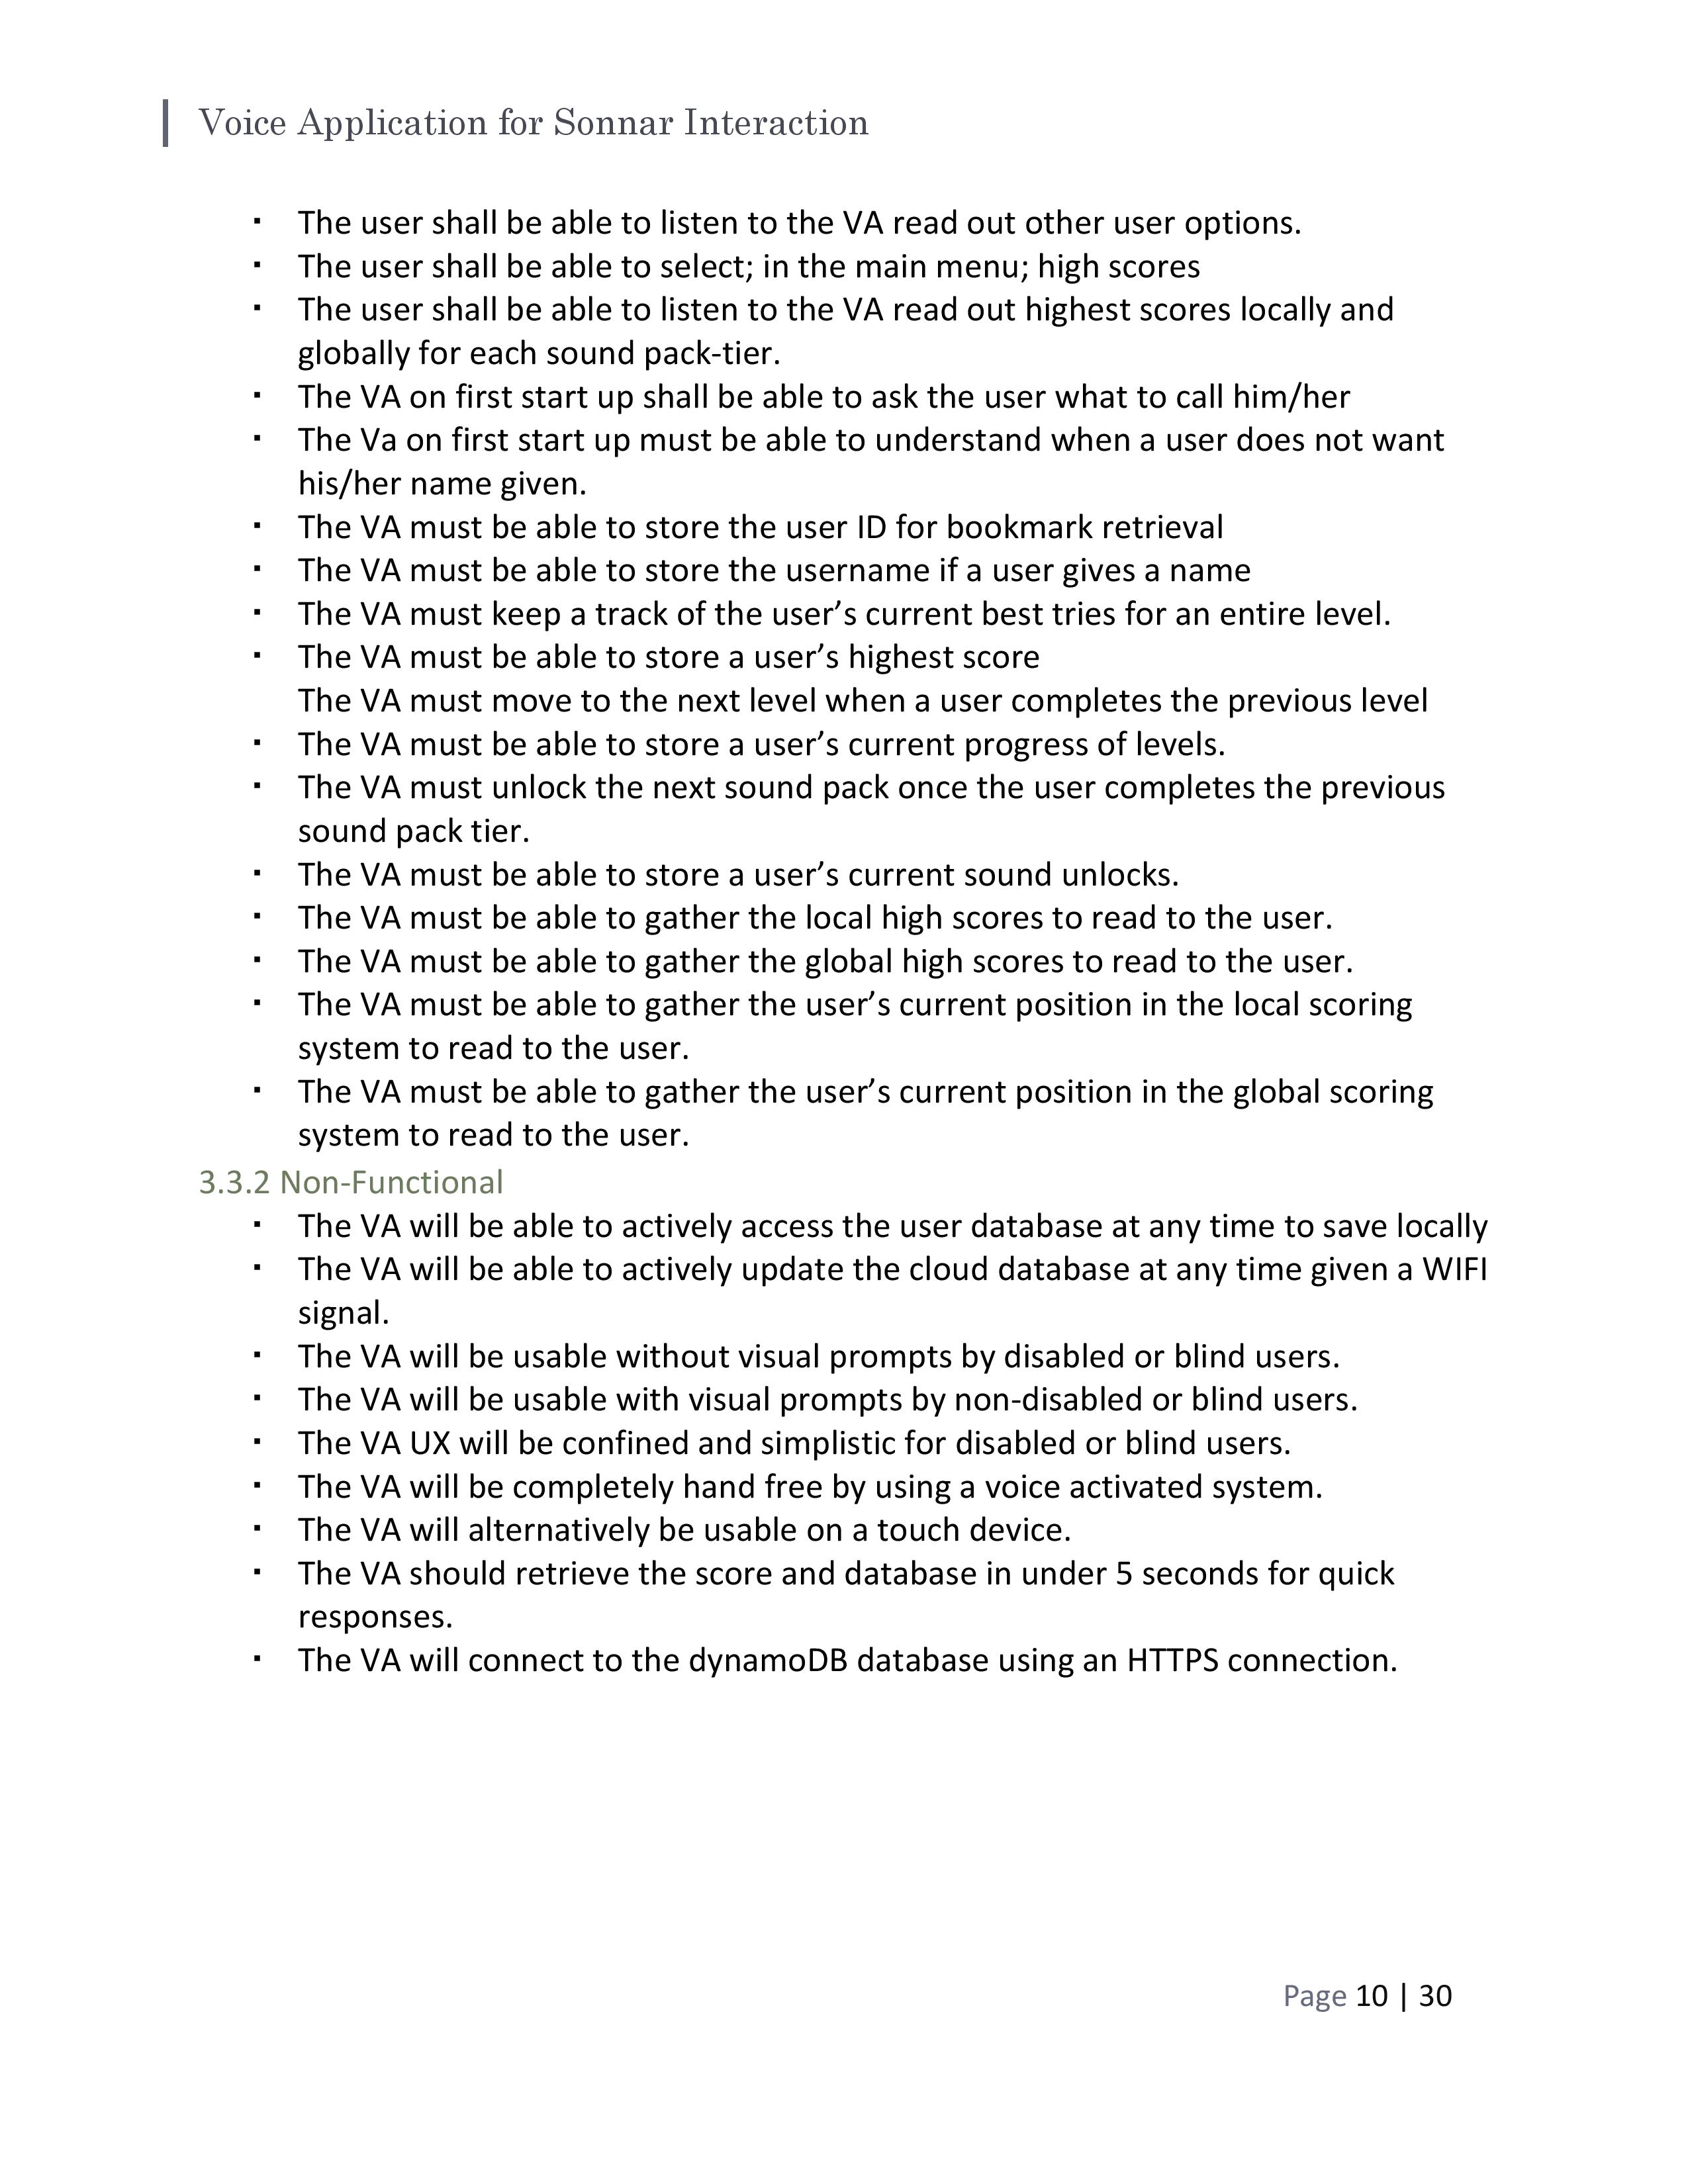 Voice Application for Sonnar Interaction
▪ The user shall be able to listen to the VA read out other user options.
▪ The user shall be able to select; in the main menu; high scores
▪ The user shall be able to listen to the VA read out highest scores locally and
globally for each sound pack-tier.
▪ The VA on first start up shall be able to ask the user what to call him/her
▪ The Va on first start up must be able to understand when a user does not want
his/her name given.
▪ The VA must be able to store the user ID for bookmark retrieval
▪ The VA must be able to store the username if a user gives a name
▪ The VA must keep a track of the user’s current best tries for an entire level.
▪ The VA must be able to store a user’s highest score
The VA must move to the next level when a user completes the previous level
▪ The VA must be able to store a user’s current progress of levels.
▪ The VA must unlock the next sound pack once the user completes the previous
sound pack tier.
▪ The VA must be able to store a user’s current sound unlocks.
▪ The VA must be able to gather the local high scores to read to the user.
▪ The VA must be able to gather the global high scores to read to the user.
▪ The VA must be able to gather the user’s current position in the local scoring
system to read to the user.
▪ The VA must be able to gather the user’s current position in the global scoring
system to read to the user.
3.3.2 Non-Functional
▪ The VA will be able to actively access the user database at any time to save locally
▪ The VA will be able to actively update the cloud database at any time given a WIFI
signal.
▪ The VA will be usable without visual prompts by disabled or blind users.
▪ The VA will be usable with visual prompts by non-disabled or blind users.
▪ The VA UX will be confined and simplistic for disabled or blind users.
▪ The VA will be completely hand free by using a voice activated system.
▪ The VA will alternatively be usable on a touch device.
▪ The VA should retrieve the score and database in under 5 seconds for quick
responses.
▪ The VA will connect to the dynamoDB database using an HTTPS connection.
Page 10 | 30